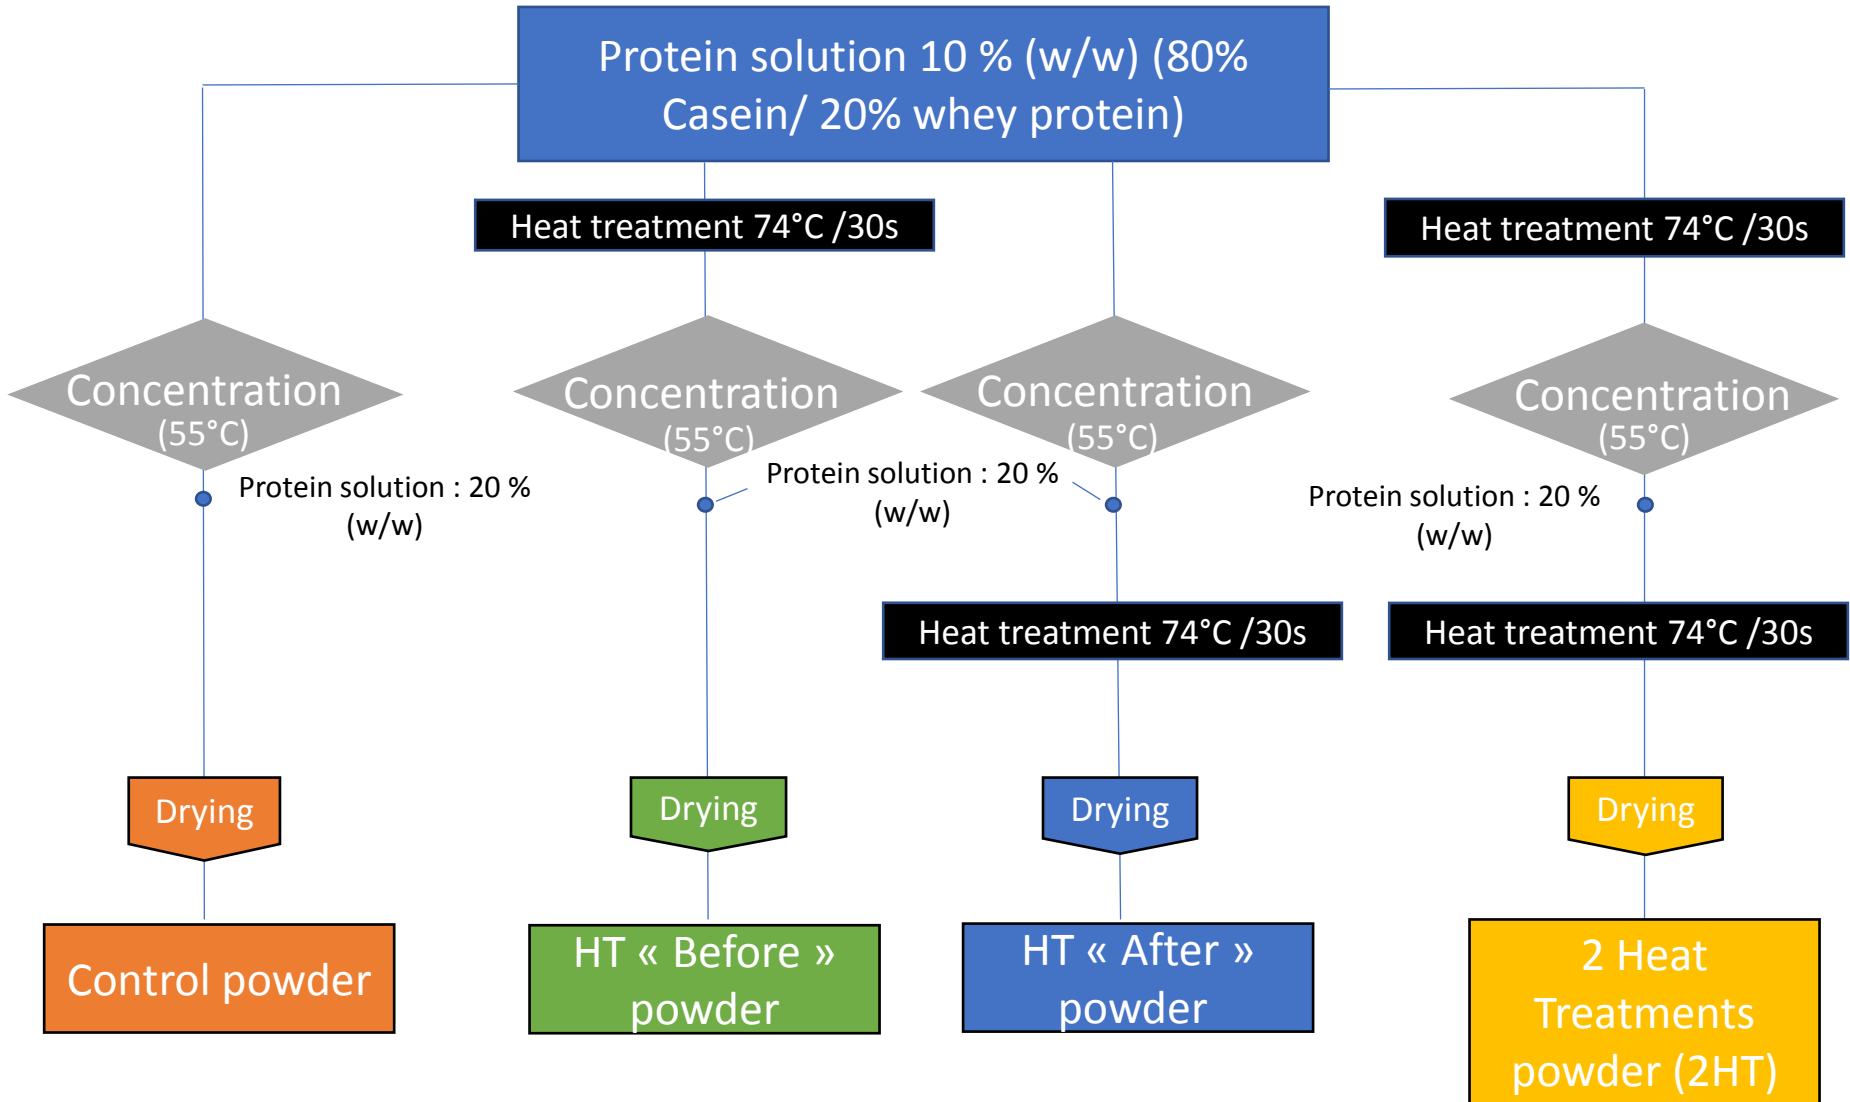 Protein solution 10 % (w/w) (80%
Casein/ 20% whey protein)
Heat treatment 74°C /30s
Heat treatment 74°C /30s
Concentration
(55°C)
Concentration
(55°C)
Concentration
(55°C)
Concentration
(55°C)
Protein solution : 20 %
(w/w)
Protein solution : 20 %
(w/w)
Protein solution : 20 %
(w/w)
Heat treatment 74°C /30s
Heat treatment 74°C /30s
Drying
Drying
Drying
Drying
Control powder
HT « Before »
powder
HT « After »
powder
2 Heat
Treatments
powder (2HT)